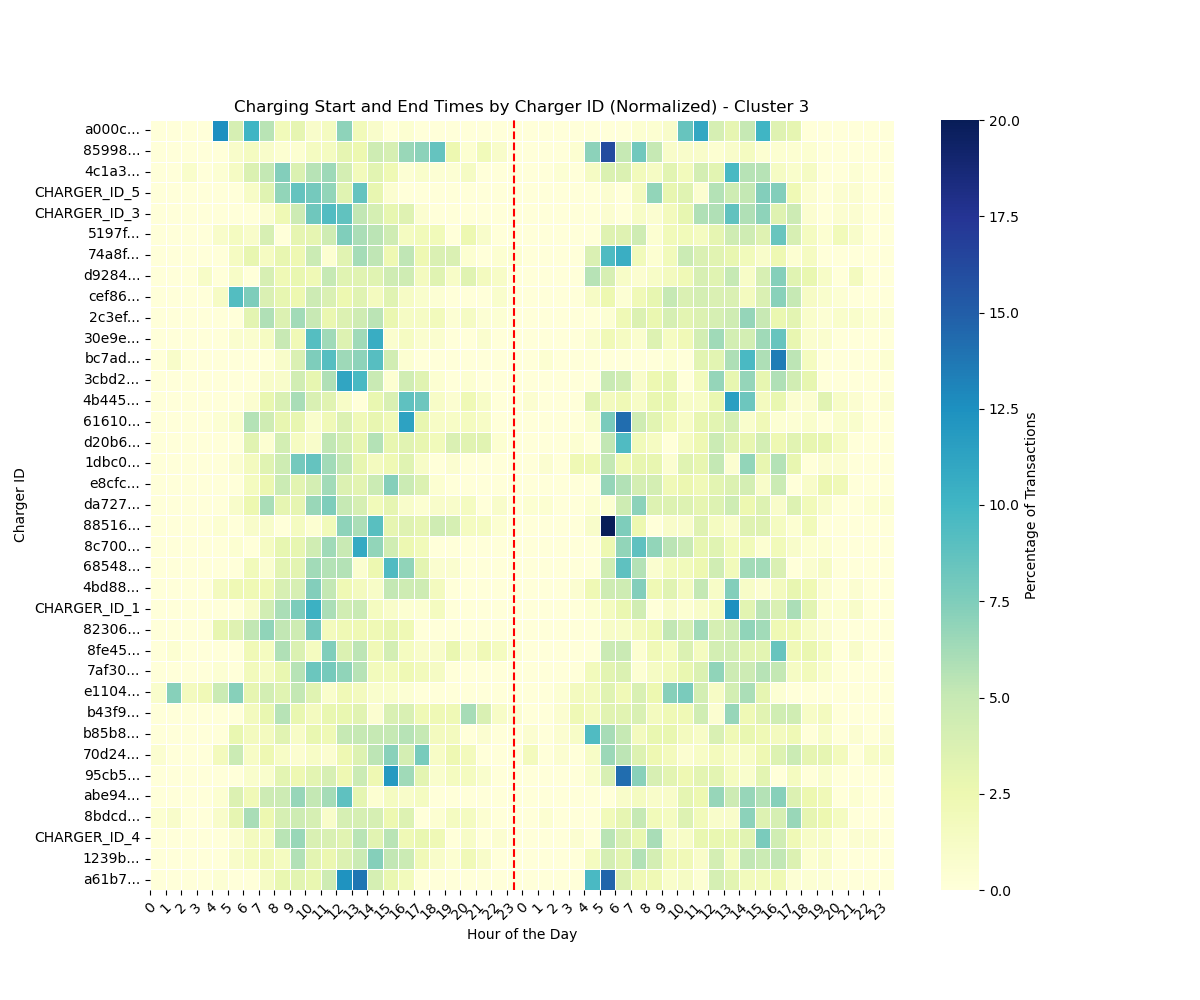 Charging Start and End Times by Charger ID (Normalized) - Cluster 3
a000c...
85998...
4c1a3...
CHARGER_ID_5
CHARGER_ID_3
5197f...
74a8f...
d9284...
cef86...
2c3ef...
30e9e...
bc7ad...
3cbd2...
4b445...
61610...
d20b6...
1dbc0...
e8cfc...
da727...
88516...
8c700...
68548...
4bd88...
CHARGER_ID_1
82306...
8fe45...
7af30...
e1104...
b43f9...
b85b8...
70d24...
95cb5...
abe94...
8bdcd...
CHARGER_ID_4
1239b...
a61b7...
Charger ID
0 1 2 3 4 5 6 7 8 9 10 11 12 13 14 15 16 17 18 19 20 21 22 23 0 1 2 3 4 5 6 7 8 9 10 11 12 13 14 15 16 17 18 19 20 21 22 23
Hour of the Day
20.0
17.5
15.0
12.5
10.0
7.5
5.0
2.5
0.0
Percentage of Transactions